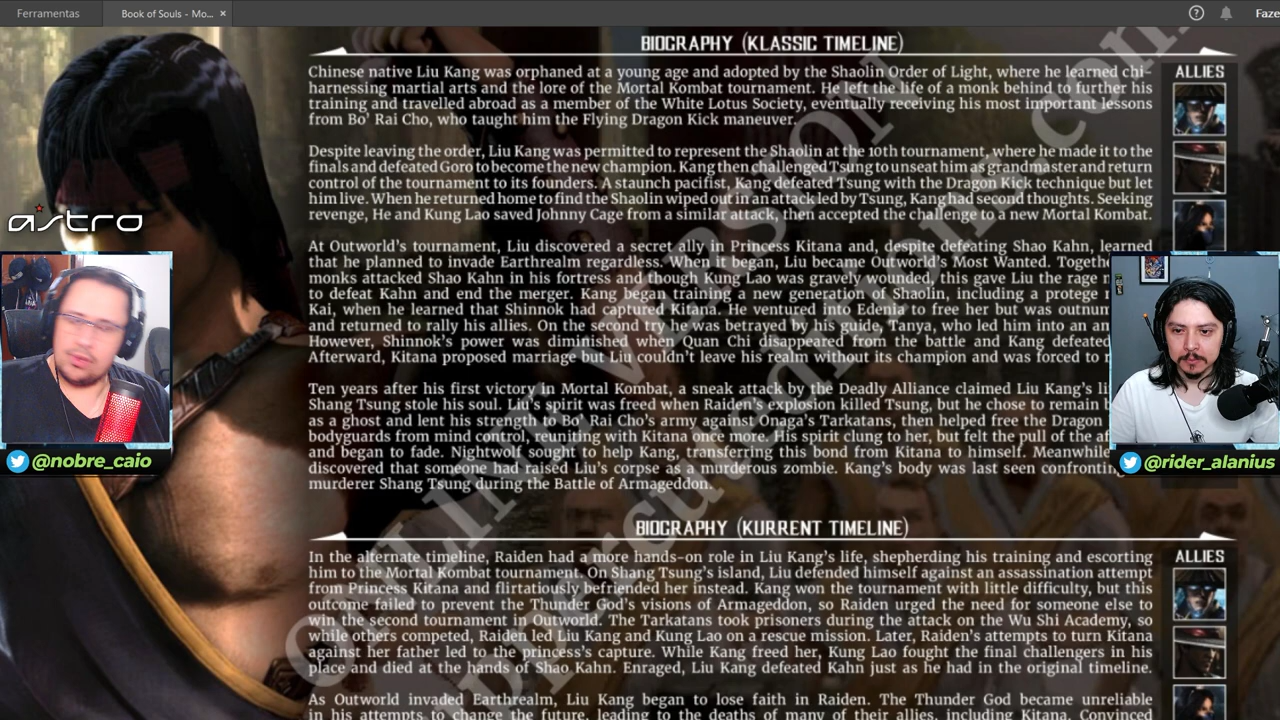 Ferramentas
Book of Souls - Mo... ×
Faze
BIOGRAPHY (KLASSIC TIMELINE)
Chinese native Liu Kang was orphaned at a young age and adopted by the Shaolin Order of Light, where he learned chi-
harnessing martial arts and the lore of the Mortal Kombat tournament. He left the life of a monk behind to further his
training and travelled abroad as a member of the White Lotus Society, eventually receiving his most important lessons
from Bo' Rai Cho, who taught him the Flying Dragon Kick maneuver.
Despite leaving the order, Liu Kang was permitted to represent the Shaolin at the 10th tournament, where he made it to the
finals and defeated Goro to become the new champion. Kang then challenged Tsung to unseat him as grandmaster and return
control of the tournament to its founders. A staunch pacifist, Kang defeated Tsung with the Dragon Kick technique but let
him live. When he returned home to find the Shaolin wiped out in an attack led by Tsung, Kang had second thoughts. Seeking
revenge, He and Kung Lao saved Johnny Cage from a similar attack, then accepted the challenge to a new Mortal Kombat.
At Outworld's tournament, Liu discovered a secret ally in Princess Kitana and, despite defeating Shao Kahn, learned
that he planned to invade Earthrealm regardless. When it began, Liu became Outworld's Most Wanted. Togethe
monks attacked Shao Kahn in his fortress and though Kung Lao was gravely wounded, this gave Liu the rage
to defeat Kahn and end the merger. Kang began training a new generation of Shaolin, including a protege
Kai, when he learned that Shinnok had captured Kitana. He ventured into Edenia to free her but was outnum
and returned to rally his allies. On the second try he was betrayed by his guide, Tanya, who led him into an am
However, Shinnok's power was diminished when Quan Chi disappeared from the battle and Kang defeated
Afterward, Kitana proposed marriage but Liu couldn't leave his realm without its champion and was forced to
Ten years after his first victory in Mortal Kombat, a sneak attack by the Deadly Alliance claimed Liu Kang's li
Shang Tsung stole his soul. Liu's spirit was freed when Raiden's explosion killed Tsung, but he chose to remain
as a ghost and lent his strength to Bo' Rai Cho's army against Onaga's Tarkatans, then helped free the Dragon
bodyguards from mind control, reuniting with Kitana once more. His spirit clung to her, but felt the pull of the af
and began to fade. Nightwolf sought to help Kang, transferring this bond from Kitana to himself. Meanwhile
discovered that someone had raised Liu's corpse as a murderous zombie. Kang's body was last seen confrontin
murderer Shang Tsung during the Battle of Armageddon.
ALLIES
astro
@nobre_caio
@rider_alanius
BIOGRAPHY (KURRENT TIMELINE)
In the alternate timeline, Raiden had a more hands-on role in Liu Kang's life, shepherding his training and escorting
him to the Mortal Kombat tournament. On Shang Tsung's island, Liu defended himself against an assassination attempt
from Princess Kitana and flirtatiously befriended her instead. Kang won the tournament with little difficulty, but this
outcome failed to prevent the Thunder God's visions of Armageddon, so Raiden urged the need for someone else to
win the second tournament in Outworld. The Tarkatans took prisoners during the attack on the Wu Shi Academy, so
while others competed, Raiden led Liu Kang and Kung Lao on a rescue mission. Later, Raiden's attempts to turn Kitana
against her father led to the princess's capture. While Kang freed her, Kung Lao fought the final challengers in his
place and died at the hands of Shao Kahn. Enraged, Liu Kang defeated Kahn just as he had in the original timeline.
As Outworld invaded Earthrealm, Liu Kang began to lose faith in Raiden. The Thunder God became unreliable
in his attempts to change the future, leading to the deaths of many of their allies, including Kitana. Convinced
ALLIES